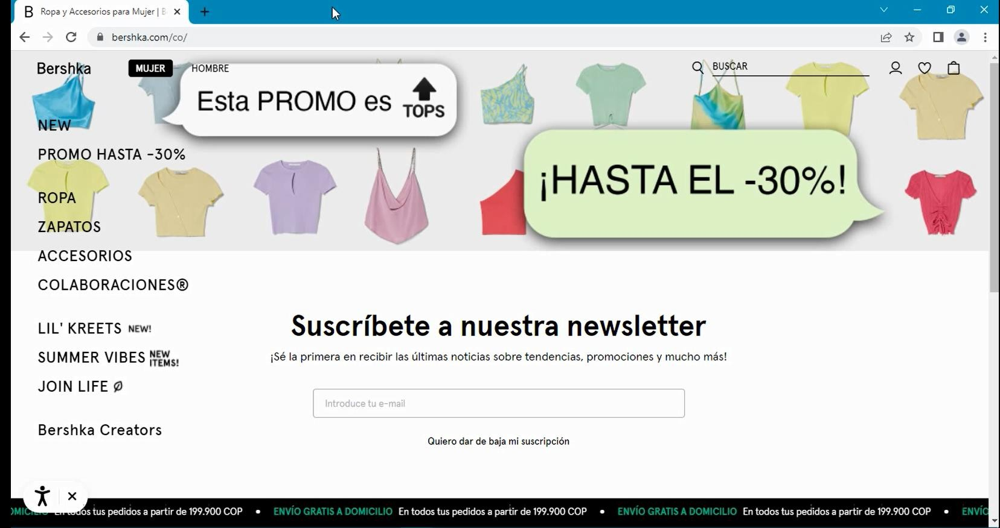 B Ropa y Accesorios para Mujer | B
bershka.com/co/
Bershka MUJER HOMBRE BUSCAR
Esta PROMO es TOPS
¡HASTA EL -30%!
NEW
PROMO HASTA -30%
ROPA
ZAPATOS
ACCESORIOS
COLABORACIONES®
LIL' KREETS NEW!
SUMMER VIBES NEW ITEMS!
JOIN LIFE
Bershka Creators
Suscríbete a nuestra newsletter
¡Sé la primera en recibir las últimas noticias sobre tendencias, promociones y mucho más!
Introduce tu e-mail
Quiero dar de baja mi suscripción
En todos tus pedidos a partir de 199.900 COP • ENVÍO GRATIS A DOMICILIO En todos tus pedidos a partir de 199.900 COP • ENVÍO GRATIS A DOMICILIO En todos tus pedidos a partir de 199.900 COP • ENVÍO